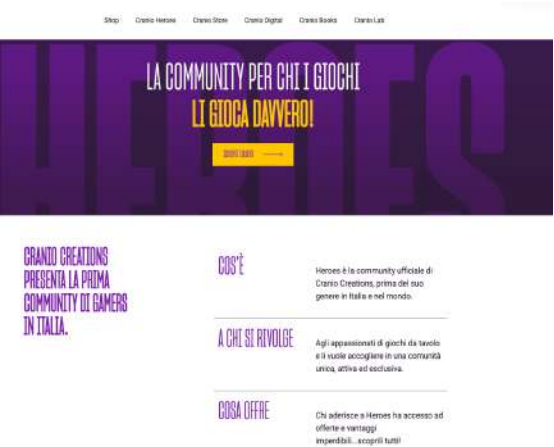 Shop Cranio Heroes Cranio Store Cranio Digital Cranio Books Cranio Lab
HEROES
LA COMMUNITY PER CHI I GIOCHI
LI GIOCA DAVVERO!
CRANIO CREATIONS
PRESENTA LA PRIMA
COMMUNITY DI GAMERS
IN ITALIA.
COS'È
Heroes è la community ufficiale di
Cranio Creations, prima del suo
genere in Italia e nel mondo.
A CHI SI RIVOLGE
Agli appassionati di giochi da tavolo
e li vuole accogliere in una comunità
unica, attiva ed esclusiva.
COSA OFFRE
Chi aderisce a Heroes ha accesso ad
offerte e vantaggi
imperdibili...scoprili tutti!